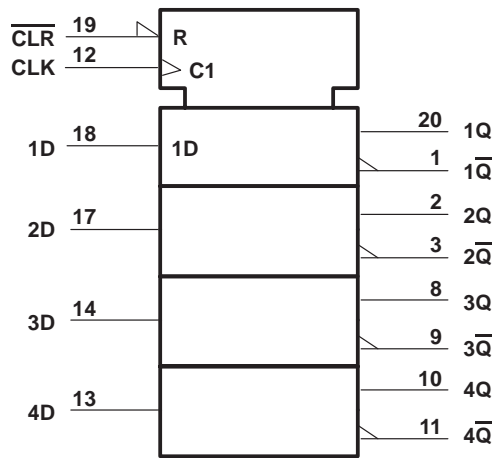 C̅L̅R̅ 19 R
CLK 12 C1
1D 18 1D 20 1Q
1 1Q̅
2D 17 2 2Q
3 2Q̅
3D 14 8 3Q
9 3Q̅
4D 13 10 4Q
11 4Q̅